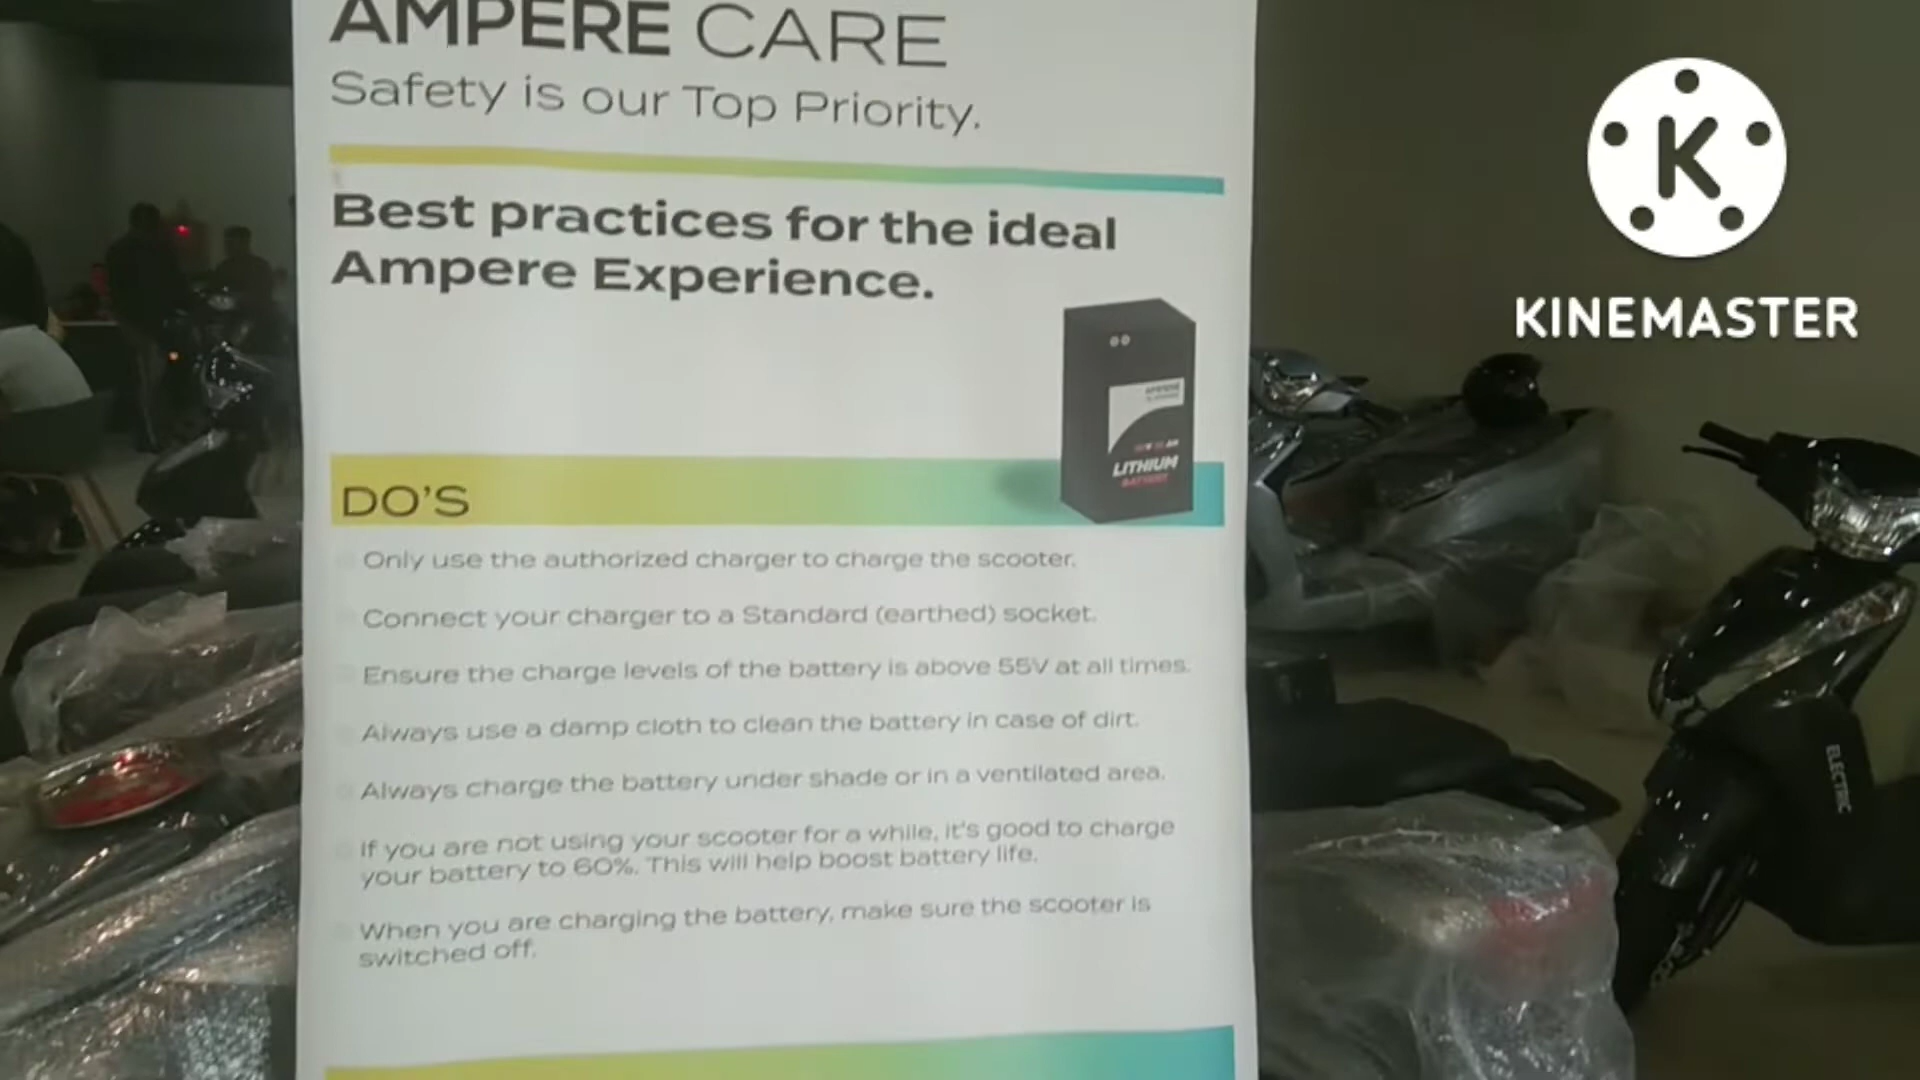 AMPERE CARE
Safety is our Top Priority.
Best practices for the ideal
Ampere Experience.
LITHIUM
BATTERY
DO'S
Only use the authorized charger to charge the scooter.
Connect your charger to a Standard (earthed) socket.
Ensure the charge levels of the battery is above 55V at all times.
Always use a damp cloth to clean the battery in case of dirt.
Always charge the battery under shade or in a ventilated area.
If you are not using your scooter for a while, it's good to charge
your battery to 60%. This will help boost battery life.
When you are charging the battery, make sure the scooter is
switched off.
K
KINEMASTER
ELECTRIC